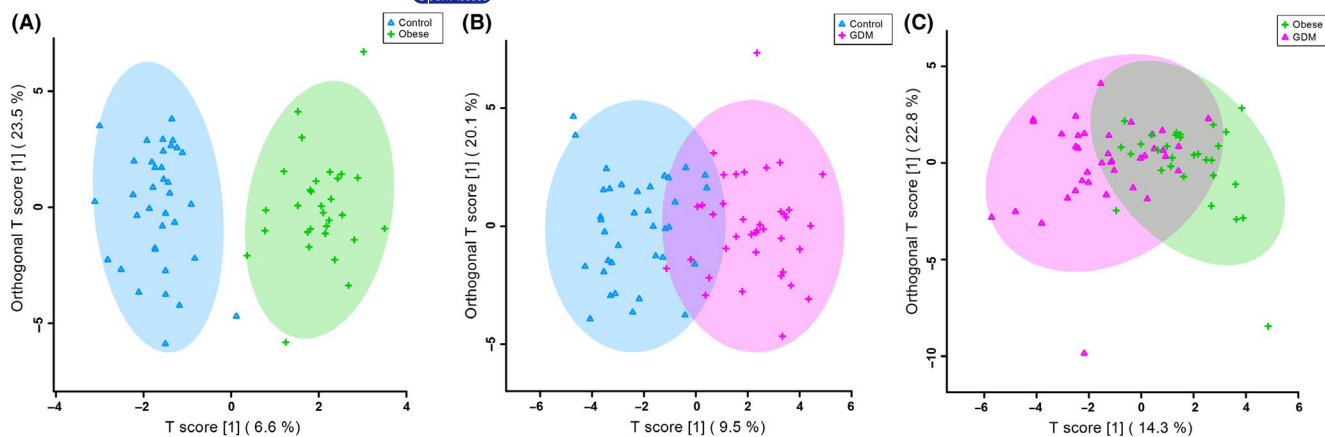 (A)
Control
Obese
Orthogonal T score [1] ( 23.5 %)
5
0
−5
−4
−2
0
2
4
T score [1] ( 6.6 %)
(B)
Control
GDM
Orthogonal T score [1] ( 20.1 %)
5
0
−5
−6
−4
−2
0
2
4
6
T score [1] ( 9.5 %)
(C)
Obese
GDM
Orthogonal T score [1] ( 22.8 %)
5
0
−5
−10
−6
−4
−2
0
2
4
6
T score [1] ( 14.3 %)